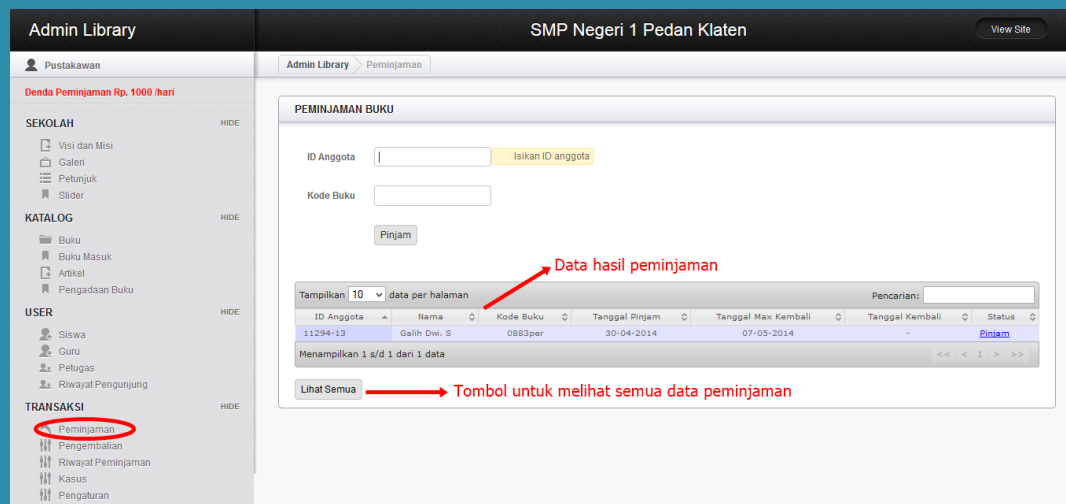 Admin Library
SMP Negeri 1 Pedan Klaten
View Site
Pustakawan
Admin Library
Peminjaman
Denda Peminjaman Rp. 1000 /hari
SEKOLAH
HIDE
Visi dan Misi
Galeri
Petunjuk
Slider
KATALOG
HIDE
Buku
Buku Masuk
Artikel
Pengadaan Buku
USER
HIDE
Siswa
Guru
Petugas
Riwayat Pengunjung
TRANSAKSI
HIDE
Peminjaman
Pengembalian
Riwayat Peminjaman
Kasus
Pengaturan
PEMINJAMAN BUKU
ID Anggota
Isikan ID anggota
Kode Buku
Pinjam
Data hasil peminjaman
Tampilkan 10 data per halaman
Pencarian:
ID Anggota Nama Kode Buku Tanggal Pinjam Tanggal Max Kembali Tanggal Kembali Status
11294-13 Galih Dwi. S 0883per 30-04-2014 07-05-2014 - Pinjam
Menampilkan 1 s/d 1 dari 1 data
<< < 1 > >>
Lihat Semua
Tombol untuk melihat semua data peminjaman